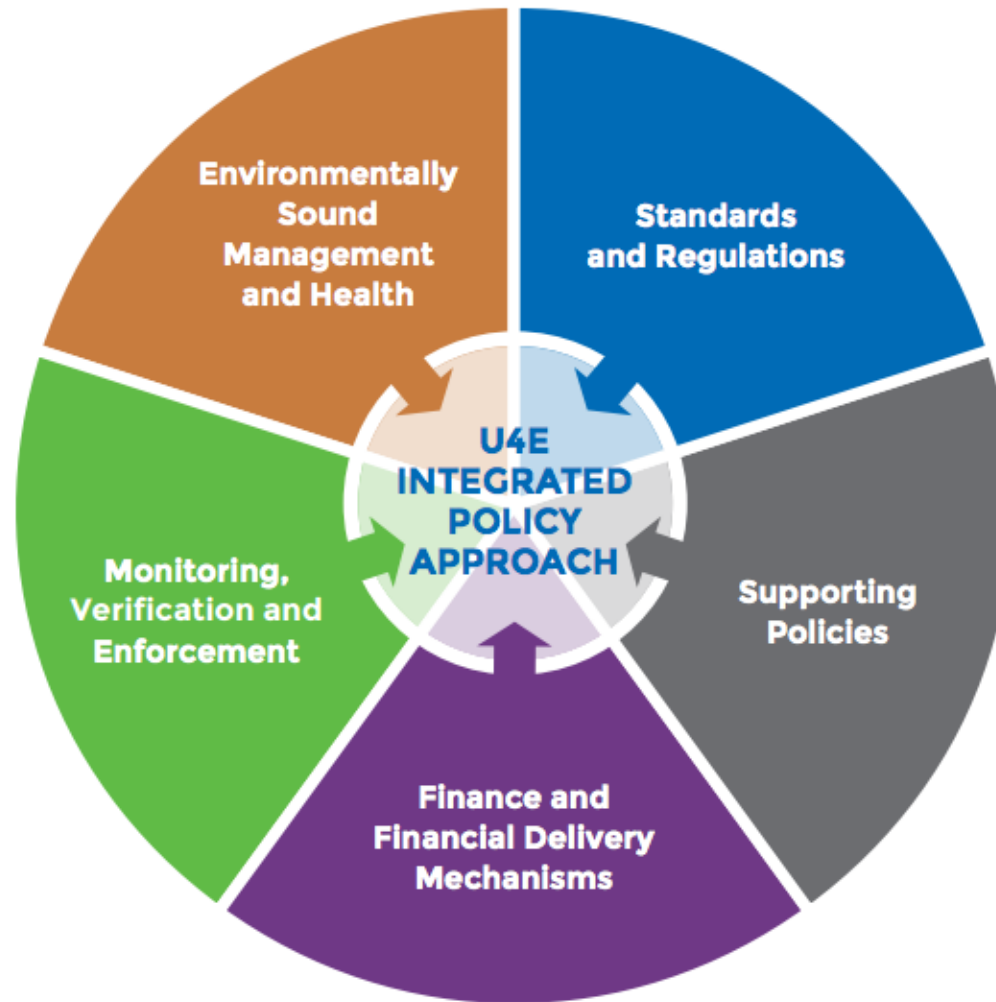 Environmentally
Sound
Management
and Health
Standards
and Regulations
U4E
INTEGRATED
POLICY
APPROACH
Monitoring,
Verification and
Enforcement
Supporting
Policies
Finance and
Financial Delivery
Mechanisms